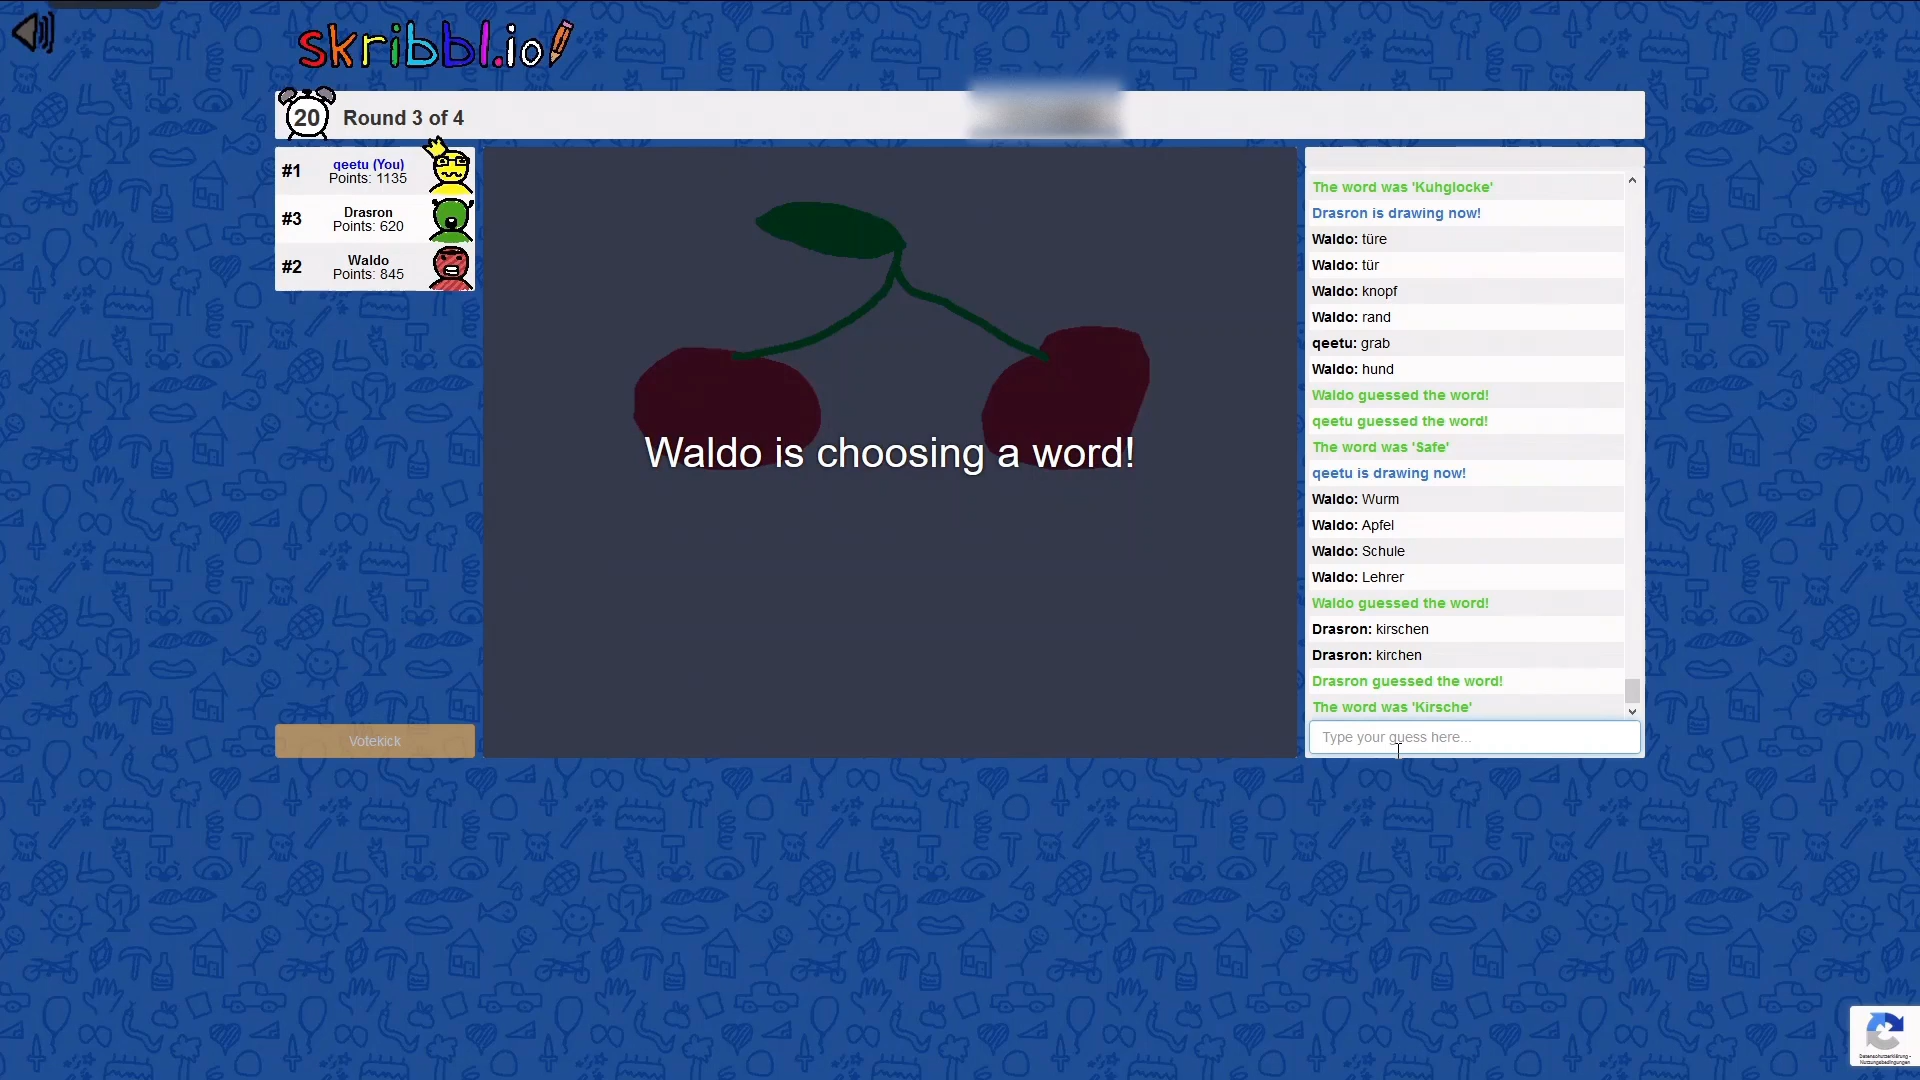 skribbl.io
20
Round 3 of 4
#1
qeetu (You)
Points: 1135
#3
Drasron
Points: 620
#2
Waldo
Points: 845
Votekick
Waldo is choosing a word!
The word was 'Kuhglocke'
Drasron is drawing now!
Waldo: türe
Waldo: tür
Waldo: knopf
Waldo: rand
qeetu: grab
Waldo: hund
Waldo guessed the word!
qeetu guessed the word!
The word was 'Safe'
qeetu is drawing now!
Waldo: Wurm
Waldo: Apfel
Waldo: Schule
Waldo: Lehrer
Waldo guessed the word!
Drasron: kirschen
Drasron: kirchen
Drasron guessed the word!
The word was 'Kirsche'
Type your guess here...
Datenschutzerklärung -
Nutzungsbedingungen